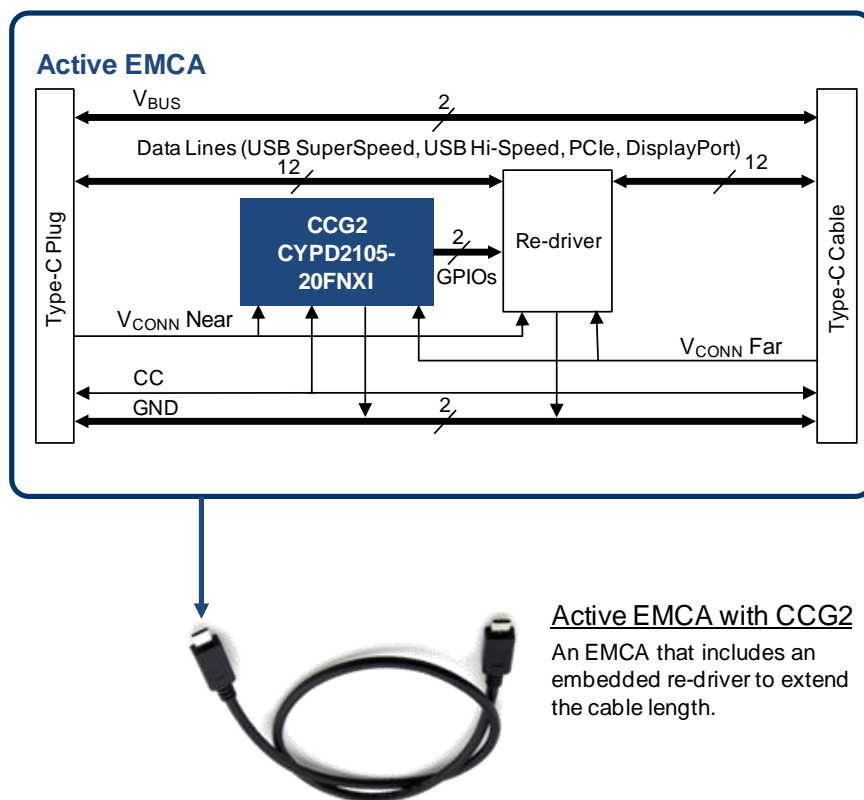 Active EMCA
VBUS
2
Data Lines (USB SuperSpeed, USB Hi-Speed, PCIe, DisplayPort)
12
12
Type-C Plug
CCG2
CYPD2105-
20FNXI
2
GPIOs
Re-driver
Type-C Cable
VCONN Near
VCONN Far
CC
GND
2
Active EMCA with CCG2
An EMCA that includes an
embedded re-driver to extend
the cable length.